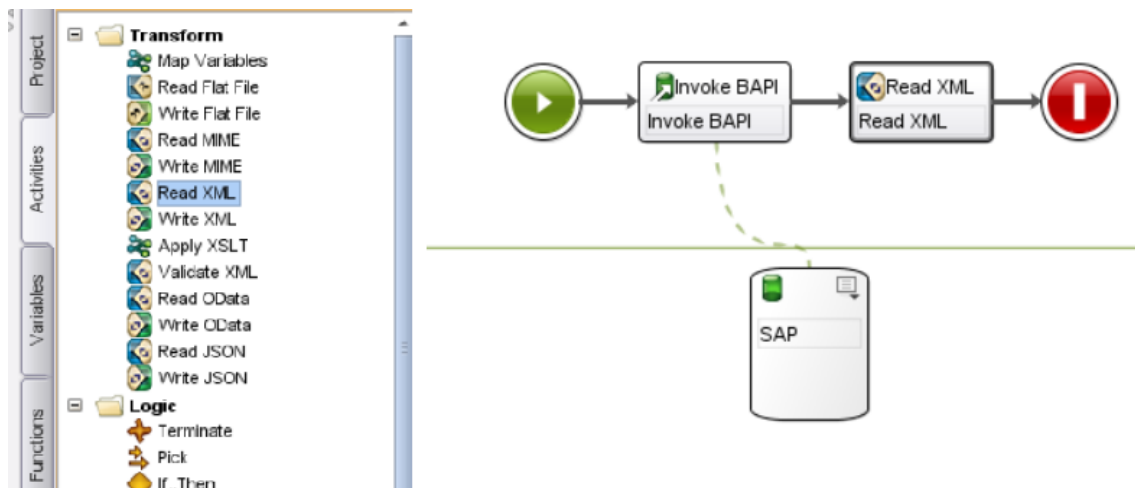 Project
Activities
Variables
Functions
Transform
Map Variables
Read Flat File
Write Flat File
Read MIME
Write MIME
Read XML
Write XML
Apply XSLT
Validate XML
Read OData
Write OData
Read JSON
Write JSON
Logic
Terminate
Pick
If..Then
Invoke BAPI
Invoke BAPI
Read XML
Read XML
SAP